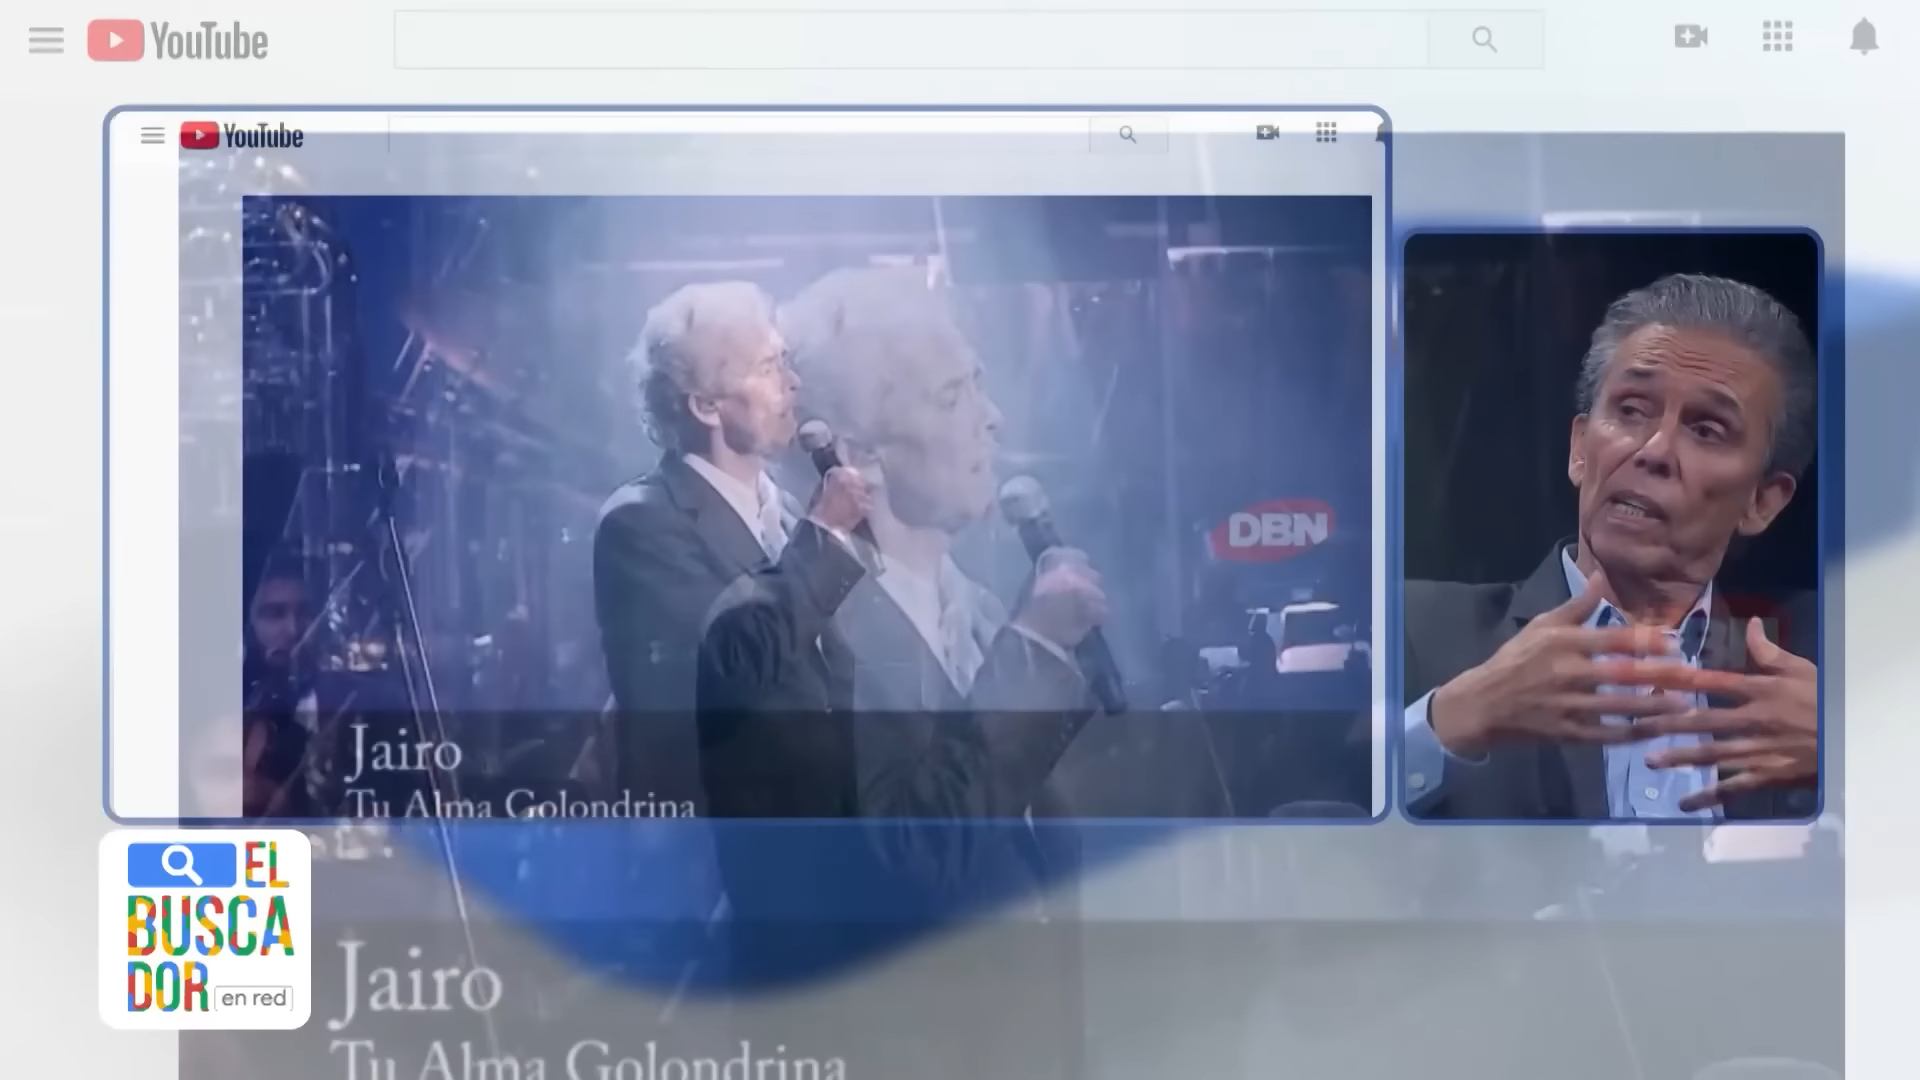 YouTube
YouTube
DBN
Jairo
Tu Alma Golondrina
EL
BUSCA
DOR
en red
Jairo
Tu Alma Golondrina